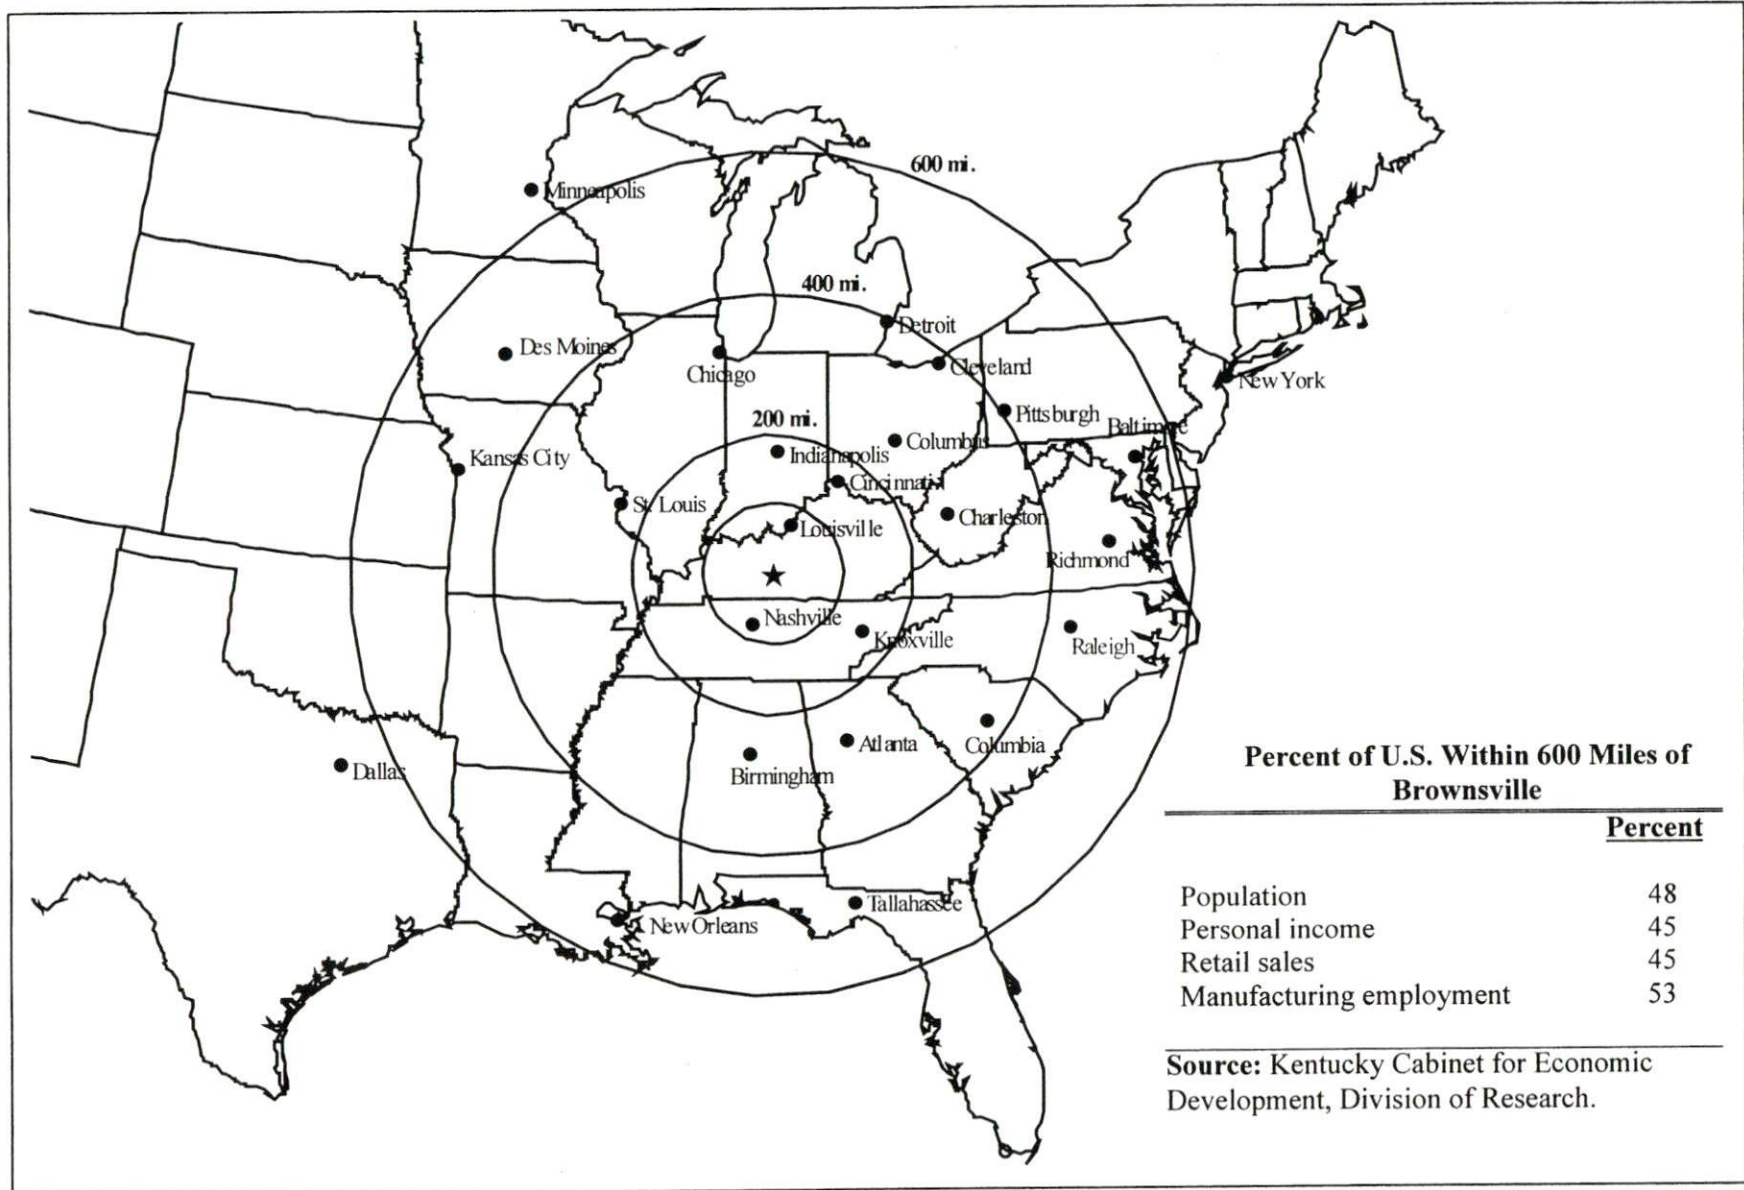 600 mi.
Minneapolis
400 mi.
Detroit
Des Moines
Cleveland
Chicago
New York
200 mi.
Pittsburgh
Baltimore
Columbus
Indianapolis
Kansas City
Cincinnati
St. Louis
Charleston
Louisville
Richmond
Nashville
Knoxville
Raleigh
Atlanta
Columbia
Birmingham
Dallas
Tallahassee
New Orleans
Percent of U.S. Within 600 Miles of
Brownsville
Percent
Population 48
Personal income 45
Retail sales 45
Manufacturing employment 53
Source: Kentucky Cabinet for Economic
Development, Division of Research.